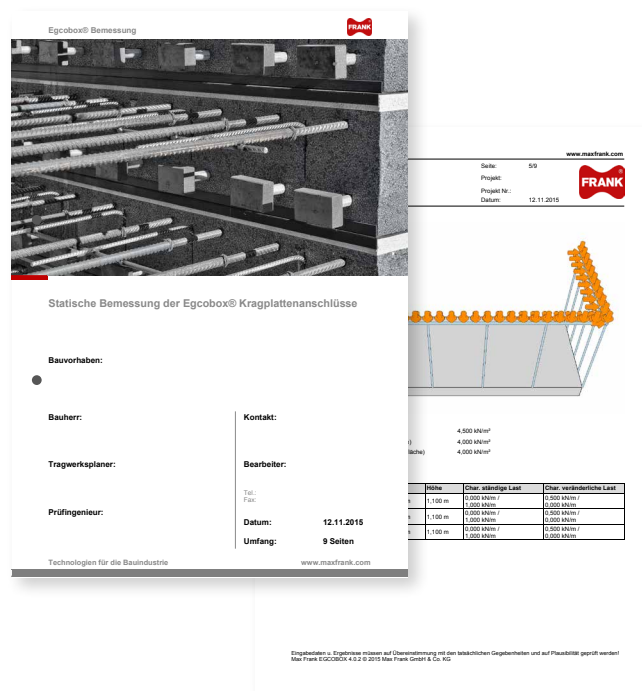 Egcobox® Bemessung
FRANK
Statische Bemessung der Egcobox® Kragplattenanschlüsse
Bauvorhaben:
Bauherr:
Kontakt:
Tragwerksplaner:
Bearbeiter:
Tel.:
Fax:
Prüfingenieur:
Datum: 12.11.2015
Umfang: 9 Seiten
Technologien für die Bauindustrie www.maxfrank.com
www.maxfrank.com
Seite: 5/9
Projekt:
Projekt Nr.:
Datum: 12.11.2015
FRANK®
4,500 kN/m²
4,000 kN/m²
4,000 kN/m²
Höhe Char. ständige Last Char. veränderliche Last
1,100 m 0,000 kN/m / 0,500 kN/m /
1,000 kN/m 0,000 kN/m
1,100 m 0,000 kN/m / 0,500 kN/m /
1,000 kN/m 0,000 kN/m
1,100 m 0,000 kN/m / 0,500 kN/m /
1,000 kN/m 0,000 kN/m
Eingabedaten u. Ergebnisse müssen auf Übereinstimmung mit den tatsächlichen Gegebenheiten und auf Plausibilität geprüft werden!
Max Frank EGCOBOX 4.0.2 © 2015 Max Frank GmbH & Co. KG